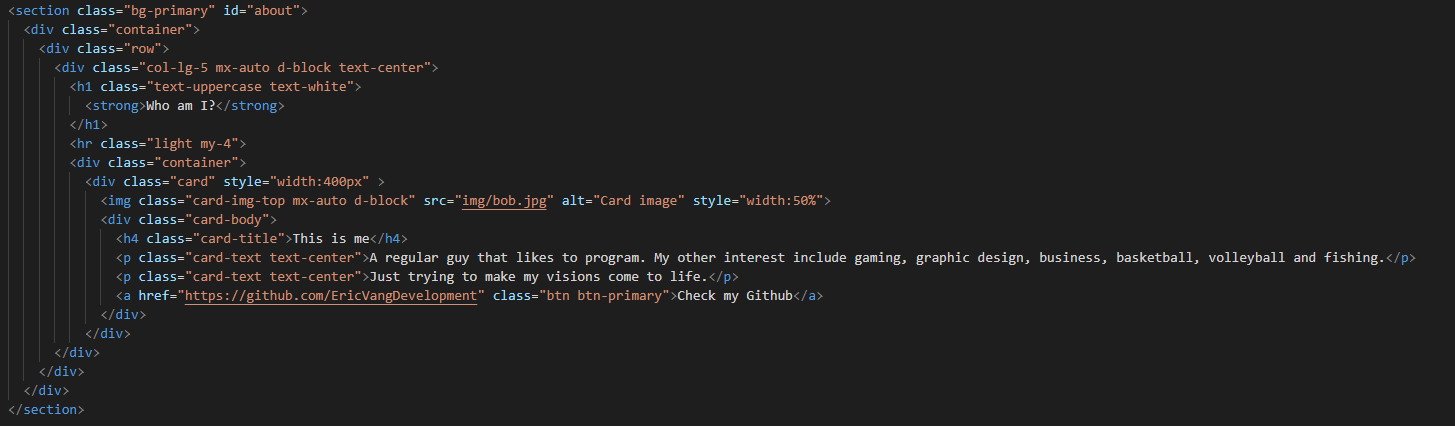 <section class="bg-primary" id="about">
  <div class="container">
    <div class="row">
      <div class="col-lg-5 mx-auto d-block text-center">
        <h1 class="text-uppercase text-white">
          <strong>Who am I?</strong>
        </h1>
        <hr class="light my-4">
        <div class="container">
          <div class="card" style="width:400px" >
            <img class="card-img-top mx-auto d-block" src="img/bob.jpg" alt="Card image" style="width:50%">
            <div class="card-body">
              <h4 class="card-title">This is me</h4>
              <p class="card-text text-center">A regular guy that likes to program. My other interest include gaming, graphic design, business, basketball, volleyball and fishing.</p>
              <p class="card-text text-center">Just trying to make my visions come to life.</p>
              <a href="https://github.com/EricVangDevelopment" class="btn btn-primary">Check my Github</a>
            </div>
          </div>
      </div>
    </div>
  </div>
</section>